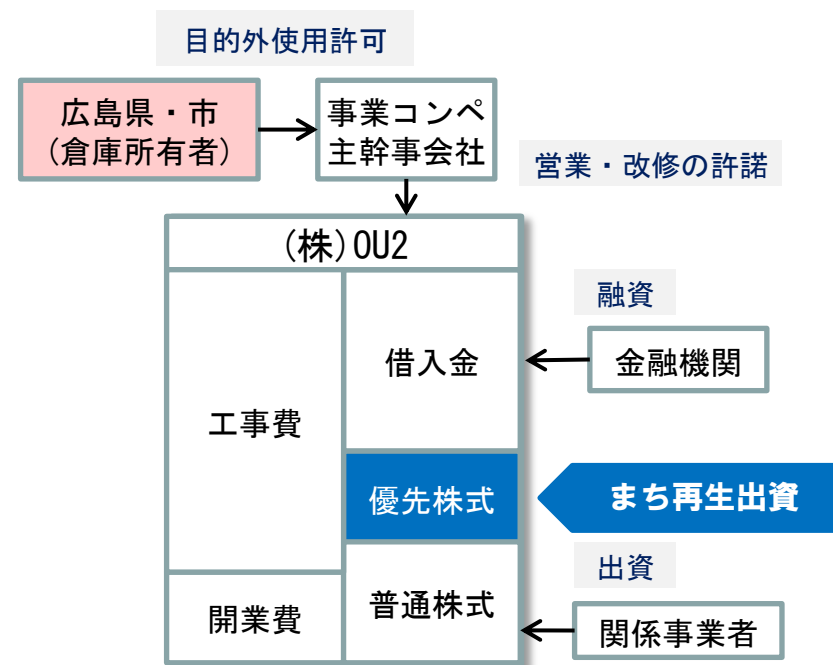 目的外使用許可
広島県・市
(倉庫所有者)
事業コンペ
主幹事会社
営業・改修の許諾
(株)OU2
融資
借入金
金融機関
工事費
優先株式
まち再生出資
出資
普通株式
開業費
関係事業者